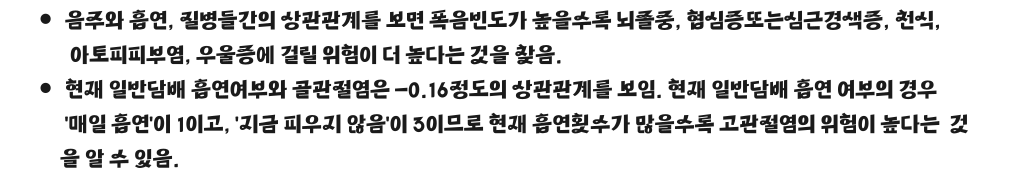 • 음주와 흡연, 질병들간의 상관관계를 보면 폭음빈도가 높을수록 뇌졸중, 협심증또는심근경색증, 천식,
아토피피부염, 우울증에 걸릴 위험이 더 높다는 것을 찾음.
• 현재 일반담배 흡연여부와 골관절염은 -0.16정도의 상관관계를 보임. 현재 일반담배 흡연 여부의 경우
'매일 흡연'이 1이고, '지금 피우지 않음'이 3이므로 현재 흡연횟수가 많을수록 고관절염의 위험이 높다는 것
을 알 수 있음.